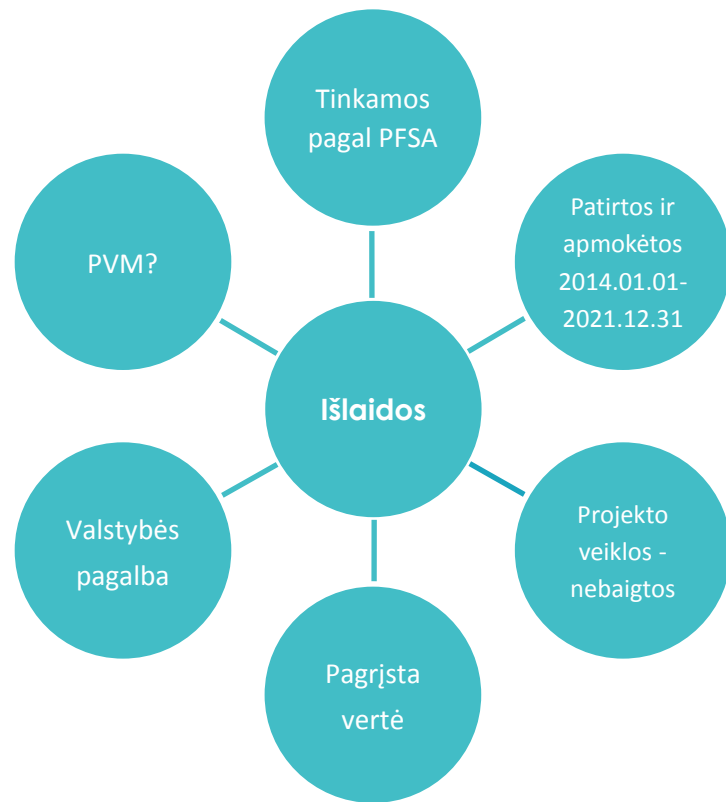 Tinkamos
pagal PFSA
Patirtos ir
apmokėtos
2014.01.01-
2021.12.31
PVM?
Išlaidos
Projekto
veiklos -
nebaigtos
Valstybės
pagalba
Pagrįsta
vertė